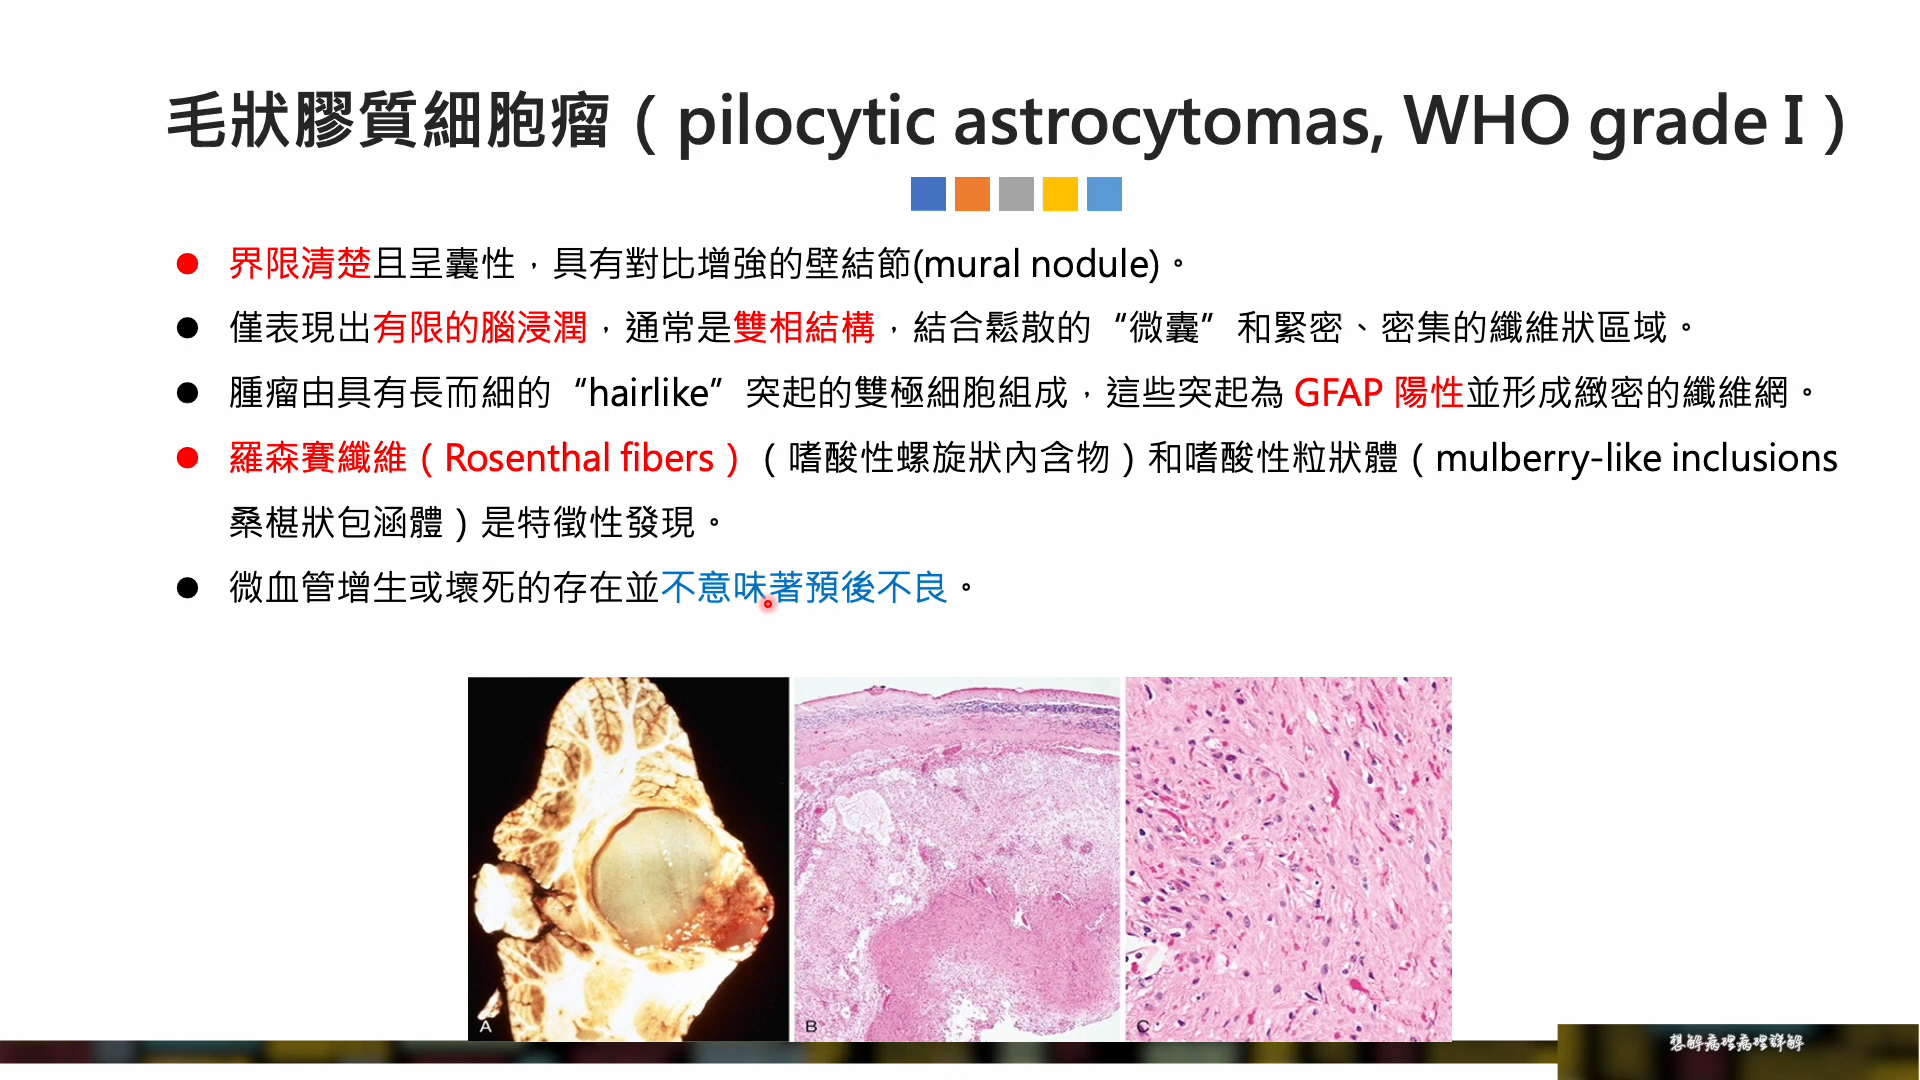 毛狀膠質細胞瘤（pilocytic astrocytomas, WHO grade I）
界限清楚且呈囊性，具有對比增強的壁結節(mural nodule)。
僅表現出有限的腦浸潤，通常是雙相結構，結合鬆散的“微囊”和緊密、密集的纖維狀區域。
腫瘤由具有長而細的“hairlike”突起的雙極細胞組成，這些突起為 GFAP 陽性並形成緻密的纖維網。
羅森賽纖維（Rosenthal fibers）（嗜酸性螺旋狀內含物）和嗜酸性粒狀體（mulberry-like inclusions
桑椹狀包涵體）是特徵性發現。
微血管增生或壞死的存在並不意味著預後不良。
A
B
C
想解病理病理詳解